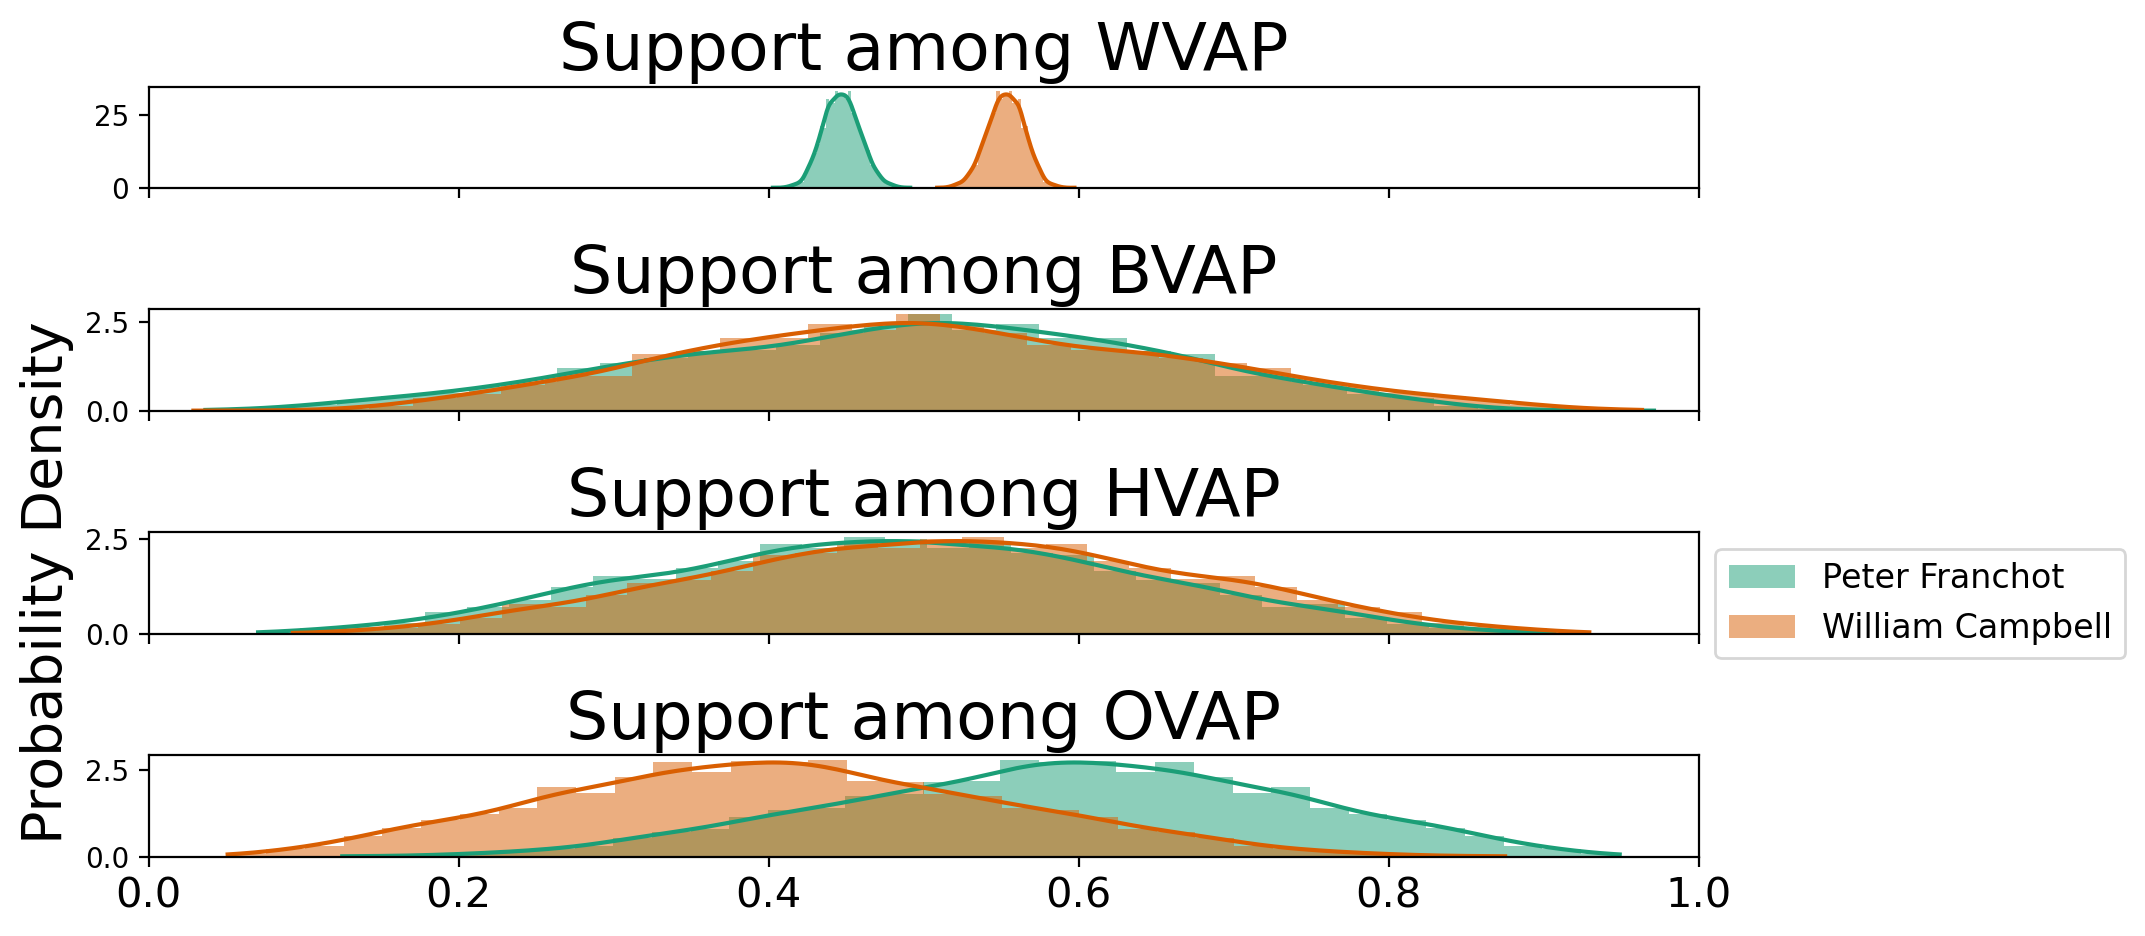 Support among WVAP
25
0
Support among BVAP
2.5
0.0
Support among HVAP
2.5
0.0
Support among OVAP
2.5
0.0
0.0 0.2 0.4 0.6 0.8 1.0
Probability Density
Peter Franchot
William Campbell